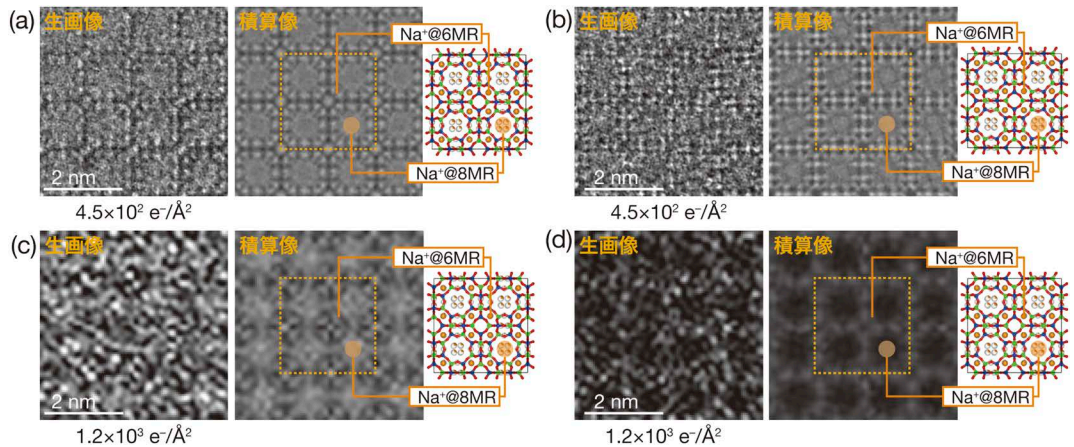 (a)
生画像
積算像
Na⁺@6MR
Na⁺@8MR
2 nm
4.5×10² e⁻/Å²
(b)
生画像
積算像
Na⁺@6MR
Na⁺@8MR
2 nm
4.5×10² e⁻/Å²
(c)
生画像
積算像
Na⁺@6MR
Na⁺@8MR
2 nm
1.2×10³ e⁻/Å²
(d)
生画像
積算像
Na⁺@6MR
Na⁺@8MR
2 nm
1.2×10³ e⁻/Å²